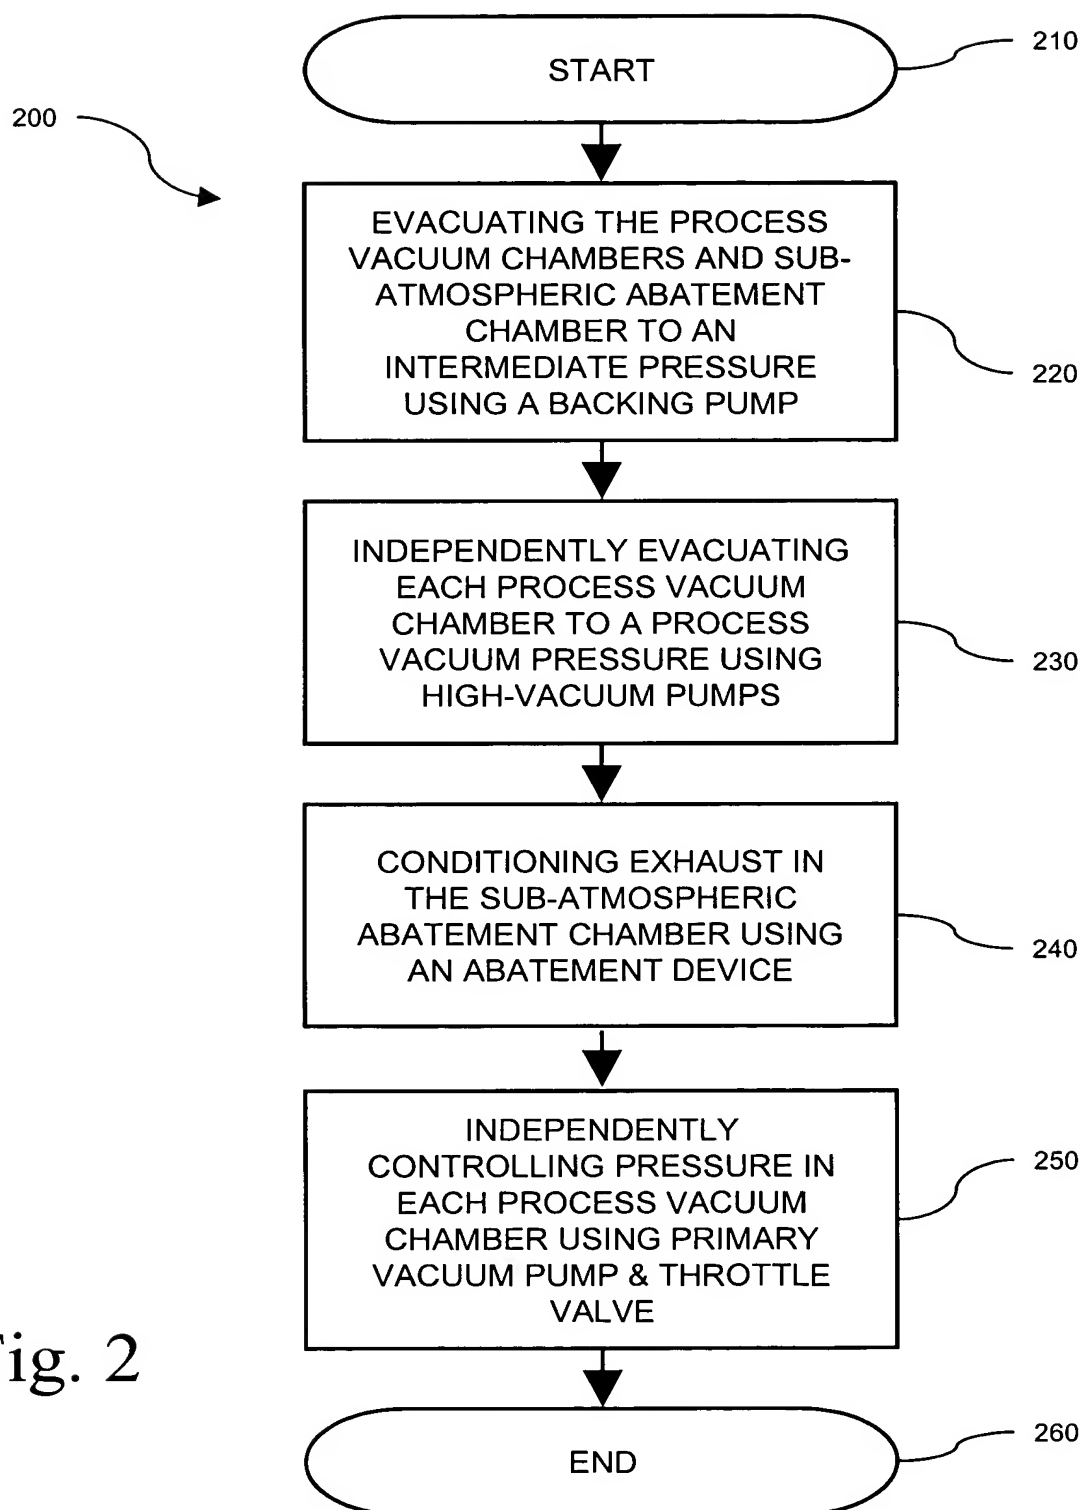 START
210
200
EVACUATING THE PROCESS
VACUUM CHAMBERS AND SUB-
ATMOSPHERIC ABATEMENT
CHAMBER TO AN
INTERMEDIATE PRESSURE
USING A BACKING PUMP
220
INDEPENDENTLY EVACUATING
EACH PROCESS VACUUM
CHAMBER TO A PROCESS
VACUUM PRESSURE USING
HIGH-VACUUM PUMPS
230
CONDITIONING EXHAUST IN
THE SUB-ATMOSPHERIC
ABATEMENT CHAMBER USING
AN ABATEMENT DEVICE
240
INDEPENDENTLY
CONTROLLING PRESSURE IN
EACH PROCESS VACUUM
CHAMBER USING PRIMARY
VACUUM PUMP & THROTTLE
VALVE
250
Fig. 2
END
260